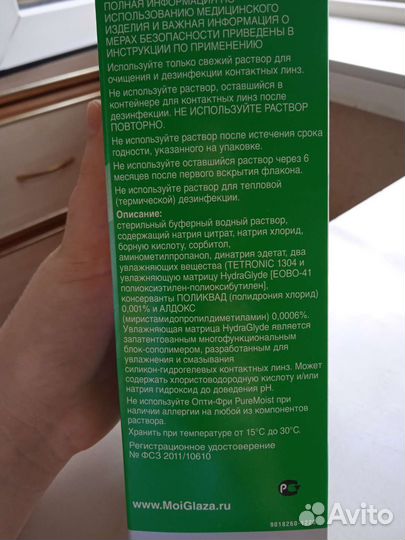 ПОЛНАЯ ИНФОРМАЦИЯ ПО
ИСПОЛЬЗОВАНИЮ МЕДИЦИНСКОГО
ИЗДЕЛИЯ И ВАЖНАЯ ИНФОРМАЦИЯ О
МЕРАХ БЕЗОПАСНОСТИ ПРИВЕДЕНЫ В
ИНСТРУКЦИИ ПО ПРИМЕНЕНИЮ
Используйте только свежий раствор для
очищения и дезинфекции контактных линз.
Не используйте раствор, оставшийся в
контейнере для контактных линз после
дезинфекции. НЕ ИСПОЛЬЗУЙТЕ РАСТВОР
ПОВТОРНО.
Не используйте раствор после истечения срока
годности, указанного на упаковке.
Не используйте оставшийся раствор через 6
месяцев после первого вскрытия флакона.
Не используйте раствор для тепловой
(термической) дезинфекции.
Описание:
стерильный буферный водный раствор,
содержащий натрия цитрат, натрия хлорид,
борную кислоту, сорбитол,
аминометилпропанол, динатрия эдетат, два
увлажняющих вещества (TETRONIC 1304 и
увлажняющую матрицу HydraGlyde [EOBO-41
полиоксиэтилен-полиоксибутилен],
консерванты ПОЛИКВАД (полидрония хлорид)
0,001% и АЛДОКС
(миристамидопропилдиметиламин) 0,0006%.
Увлажняющая матрица HydraGlyde является
запатентованным многофункциональным
блок-сополимером, разработанным для
увлажнения и смазывания
силикон-гидрогелевых контактных линз. Может
содержать хлористоводородную кислоту и/или
натрия гидроксид до доведения pH.
Не используйте Опти-Фри PureMoist при
наличии аллергии на любой из компонентов
раствора.
Хранить при температуре от 15°C до 30°C.
Регистрационное удостоверение
№ ФСЗ 2011/10610
www.MoiGlaza.ru
Avito